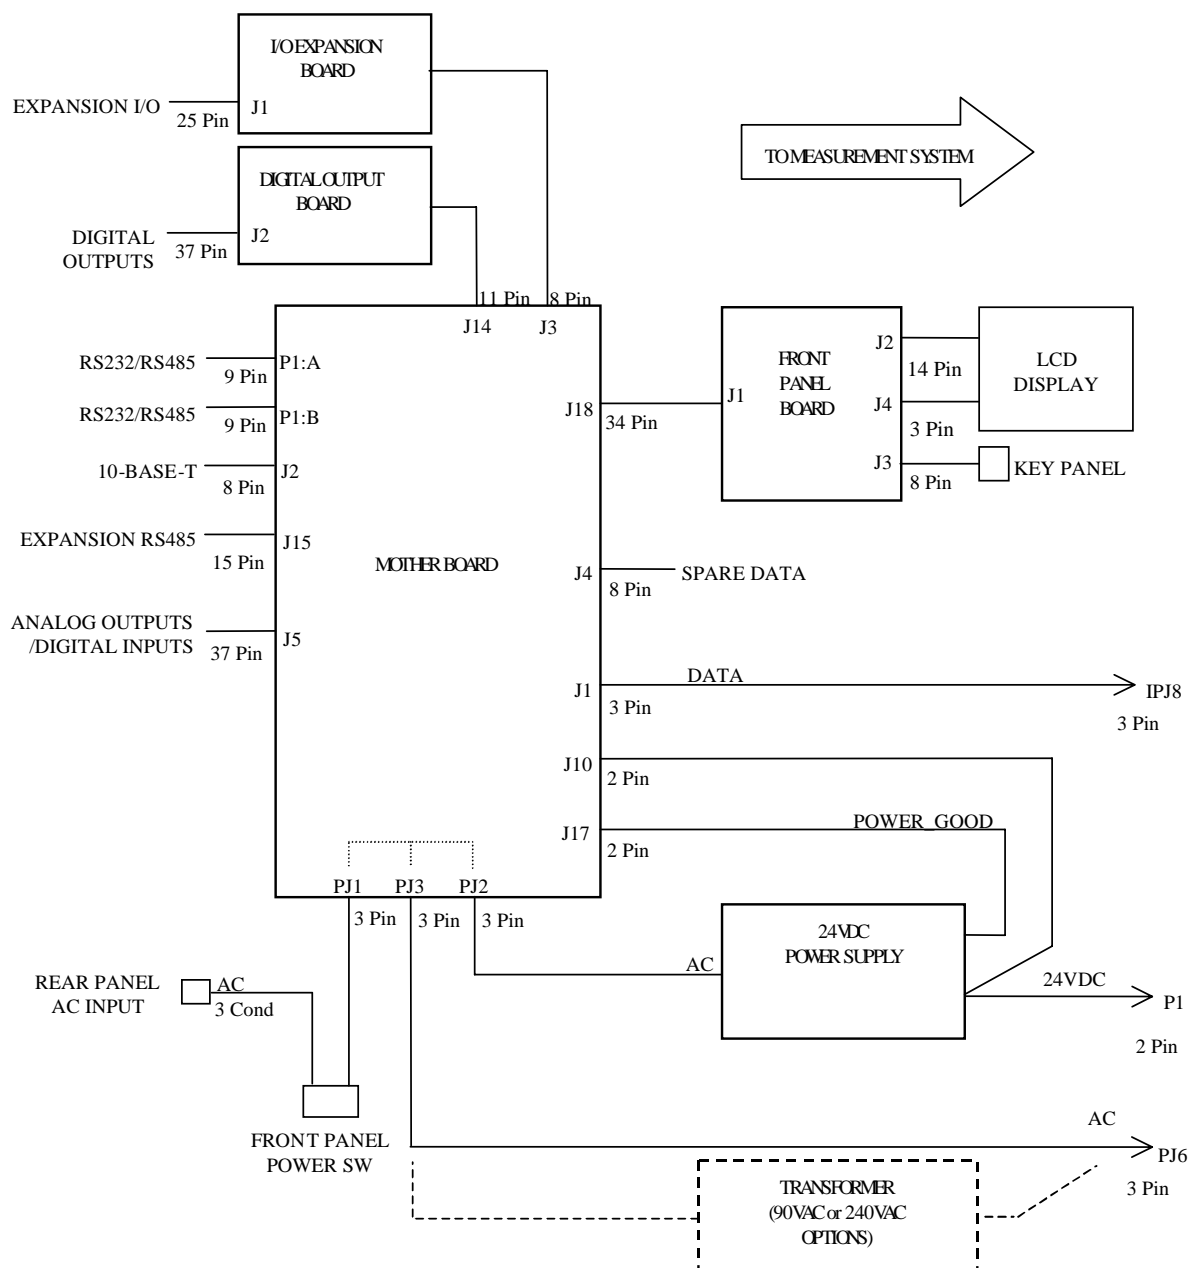 I/O EXPANSION
BOARD
EXPANSION I/O
J1
25 Pin
TO MEASUREMENT SYSTEM
DIGITAL OUTPUT
BOARD
DIGITAL
OUTPUTS
J2
37 Pin
11 Pin
8 Pin
J14
J3
RS232/RS485
P1:A
9 Pin
RS232/RS485
P1:B
9 Pin
10-BASE-T
J2
8 Pin
EXPANSION RS485
J15
15 Pin
ANALOG OUTPUTS
/DIGITAL INPUTS
J5
37 Pin
MOTHER BOARD
J18
34 Pin
J1
FRONT
PANEL
BOARD
J2
14 Pin
J4
3 Pin
J3
8 Pin
LCD
DISPLAY
KEY PANEL
J4
8 Pin
SPARE DATA
J1
3 Pin
DATA
IPJ8
3 Pin
J10
2 Pin
J17
2 Pin
POWER_GOOD
PJ1
PJ3
PJ2
3 Pin
3 Pin
3 Pin
24VDC
POWER SUPPLY
AC
24VDC
P1
2 Pin
REAR PANEL
AC INPUT
AC
3 Cond
FRONT PANEL
POWER SW
AC
PJ6
3 Pin
TRANSFORMER
(90VAC or 240VAC
OPTIONS)